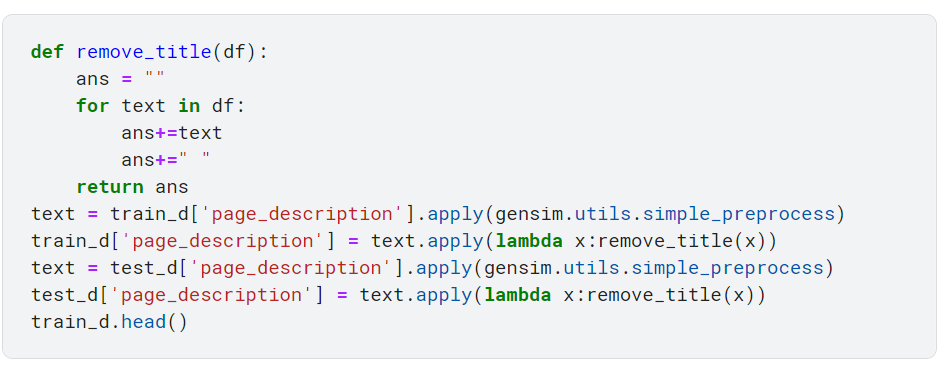 def remove_title(df):
    ans = ""
    for text in df:
        ans+=text
        ans+=" "
    return ans
text = train_d['page_description'].apply(gensim.utils.simple_preprocess)
train_d['page_description'] = text.apply(lambda x:remove_title(x))
text = test_d['page_description'].apply(gensim.utils.simple_preprocess)
test_d['page_description'] = text.apply(lambda x:remove_title(x))
train_d.head()